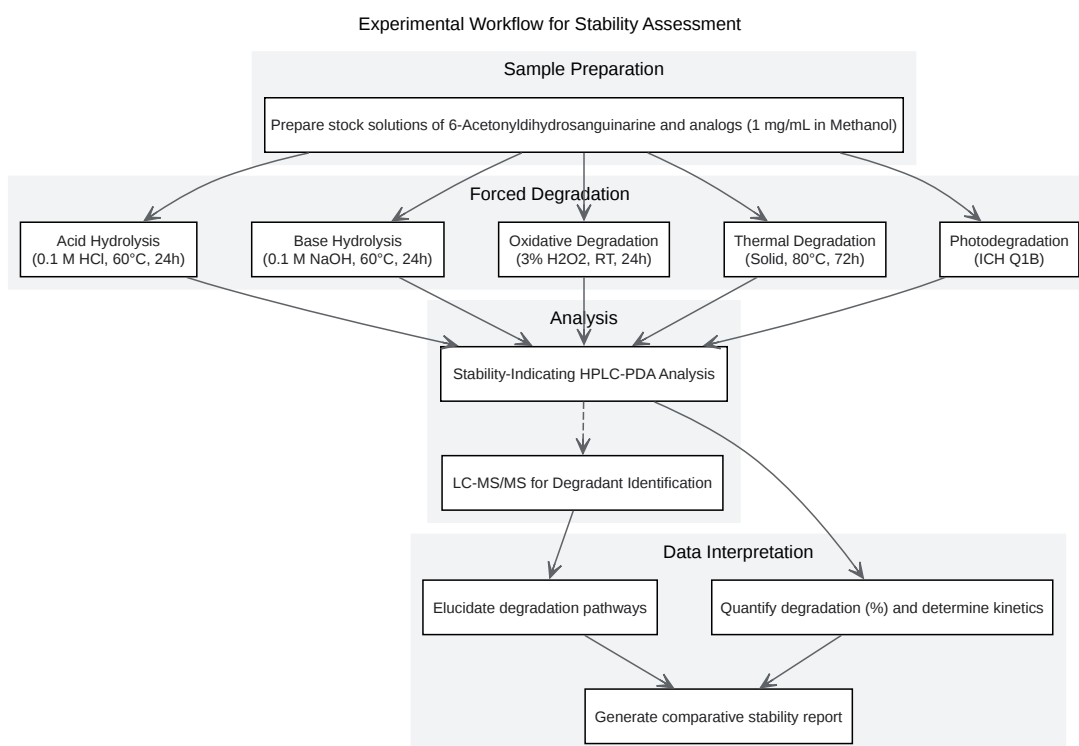 Experimental Workflow for Stability Assessment
Sample Preparation
Prepare stock solutions of 6-Acetonyldihydrosanguinarine and analogs (1 mg/mL in Methanol)
Forced Degradation
Acid Hydrolysis
(0.1 M HCl, 60°C, 24h)
Base Hydrolysis
(0.1 M NaOH, 60°C, 24h)
Oxidative Degradation
(3% H2O2, RT, 24h)
Thermal Degradation
(Solid, 80°C, 72h)
Photodegradation
(ICH Q1B)
Analysis
Stability-Indicating HPLC-PDA Analysis
LC-MS/MS for Degradant Identification
Data Interpretation
Elucidate degradation pathways
Quantify degradation (%) and determine kinetics
Generate comparative stability report